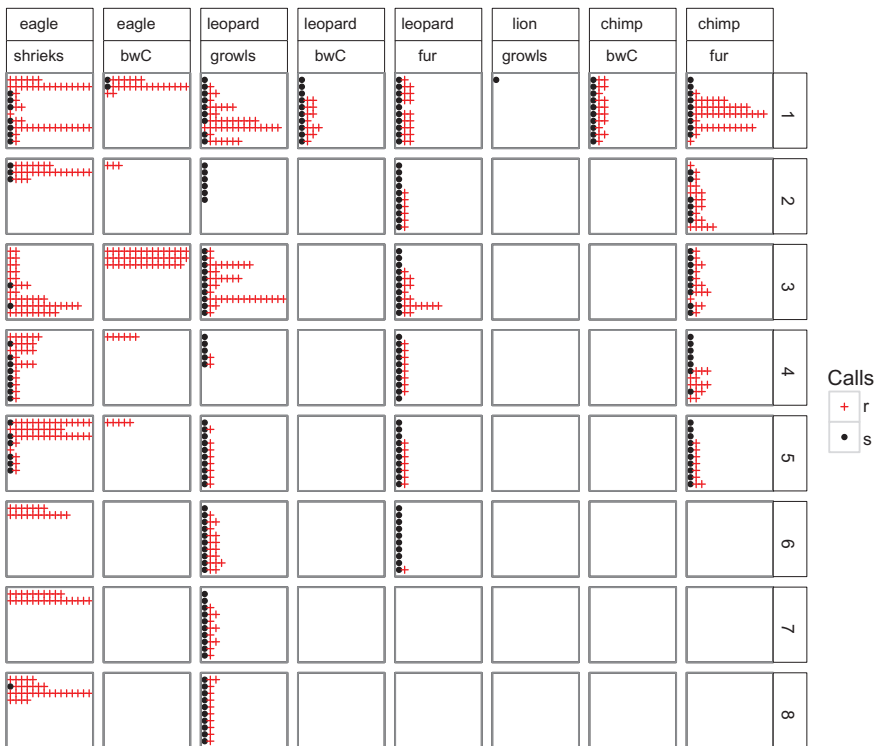 eagle eagle leopard leopard leopard lion chimp chimp
shrieks bwC growls bwC fur growls bwC fur
1
2
3
4
5
6
7
8
Calls
r
s